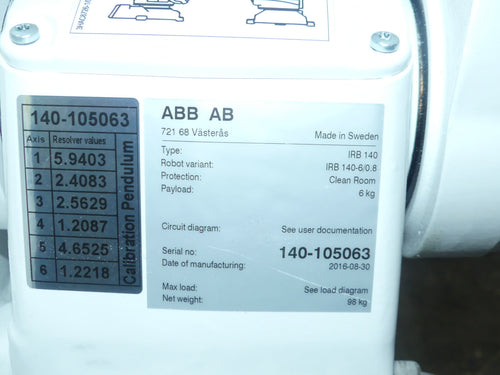 140-105063
Axis Resolver values
1 5.9403
2 2.4083
3 2.5629
4 1.2087
5 4.6525
6 1.2218
Calibration Pendulum
ABB AB
721 68 Västerås Made in Sweden
Type: IRB 140
Robot variant: IRB 140-6/0.8
Protection: Clean Room
Payload: 6 kg
Circuit diagram: See user documentation
Serial no: 140-105063
Date of manufacturing: 2016-08-30
Max load: See load diagram
Net weight: 98 kg